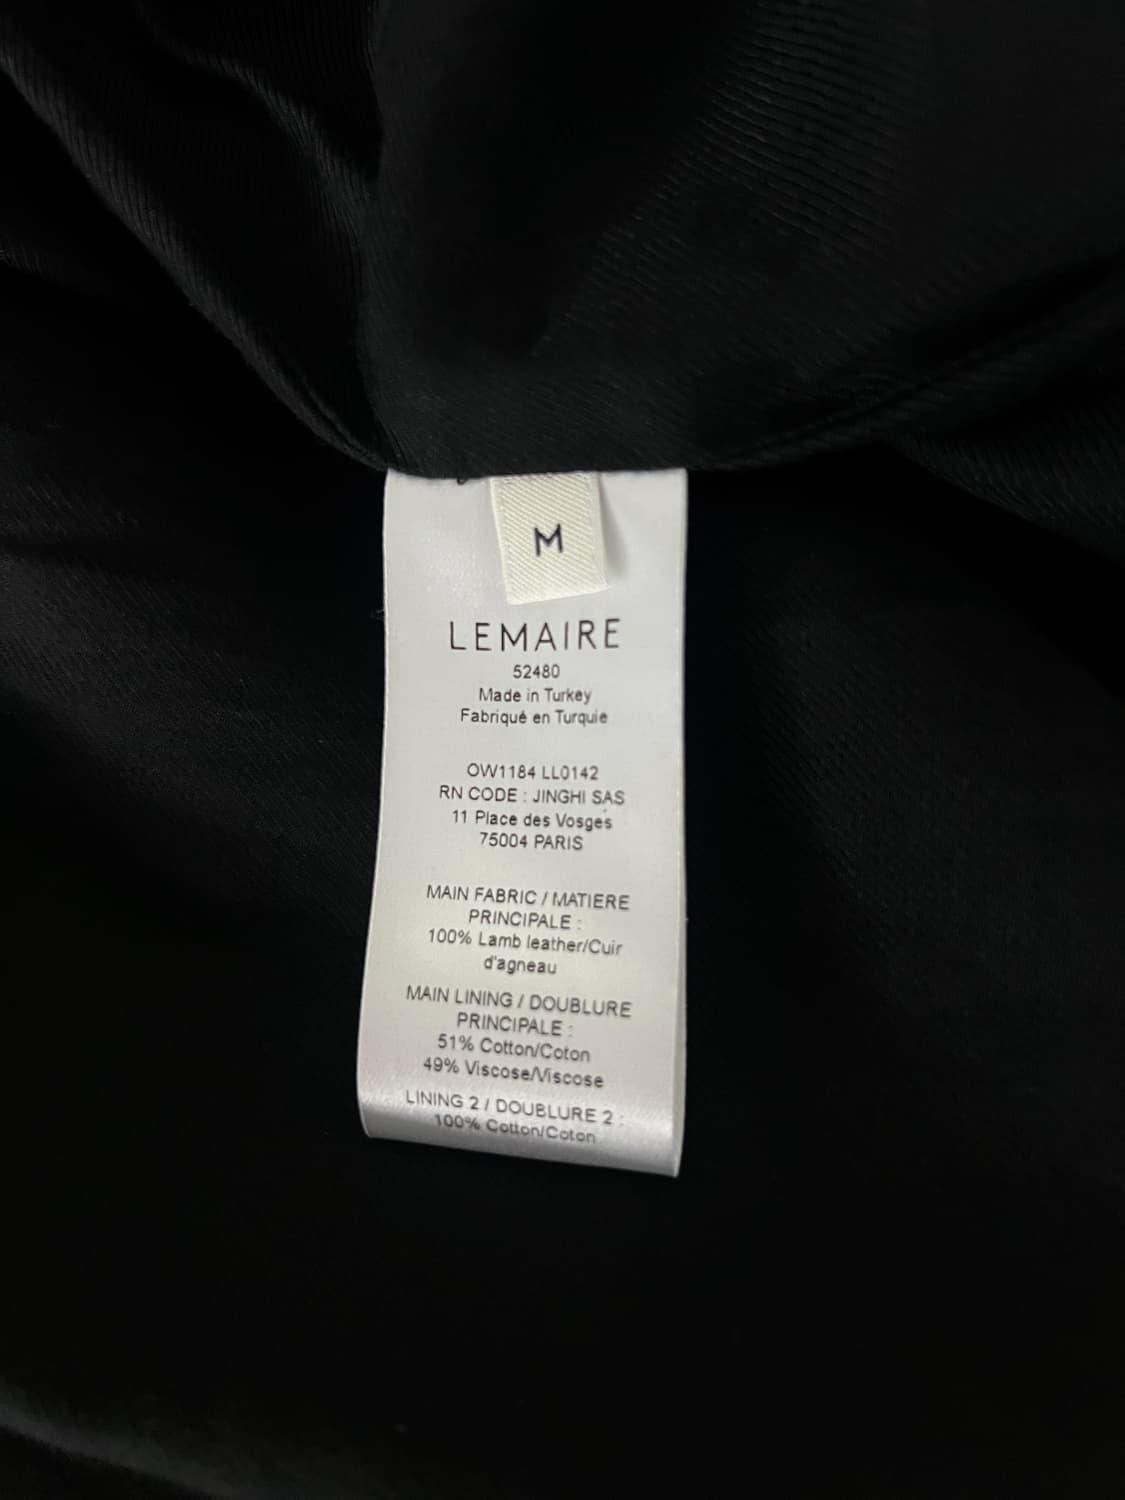 M
LEMAIRE
52480
Made in Turkey
Fabriqué en Turquie
OW1184 LL0142
RN CODE : JINGHI SAS
11 Place des Vosges
75004 PARIS
MAIN FABRIC / MATIERE
PRINCIPALE :
100% Lamb leather/Cuir
d'agneau
MAIN LINING / DOUBLURE
PRINCIPALE :
51% Cotton/Coton
49% Viscose/Viscose
LINING 2 / DOUBLURE 2 :
100% Cotton/Coton